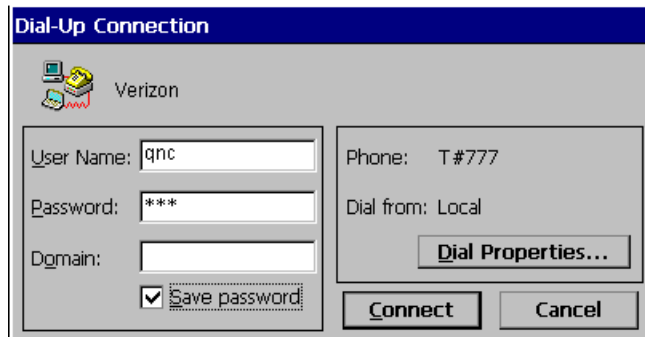 Dial-Up Connection
Verizon
User Name: qnc
Password: ***
Domain:
Save password
Phone: T#777
Dial from: Local
Dial Properties...
Connect Cancel